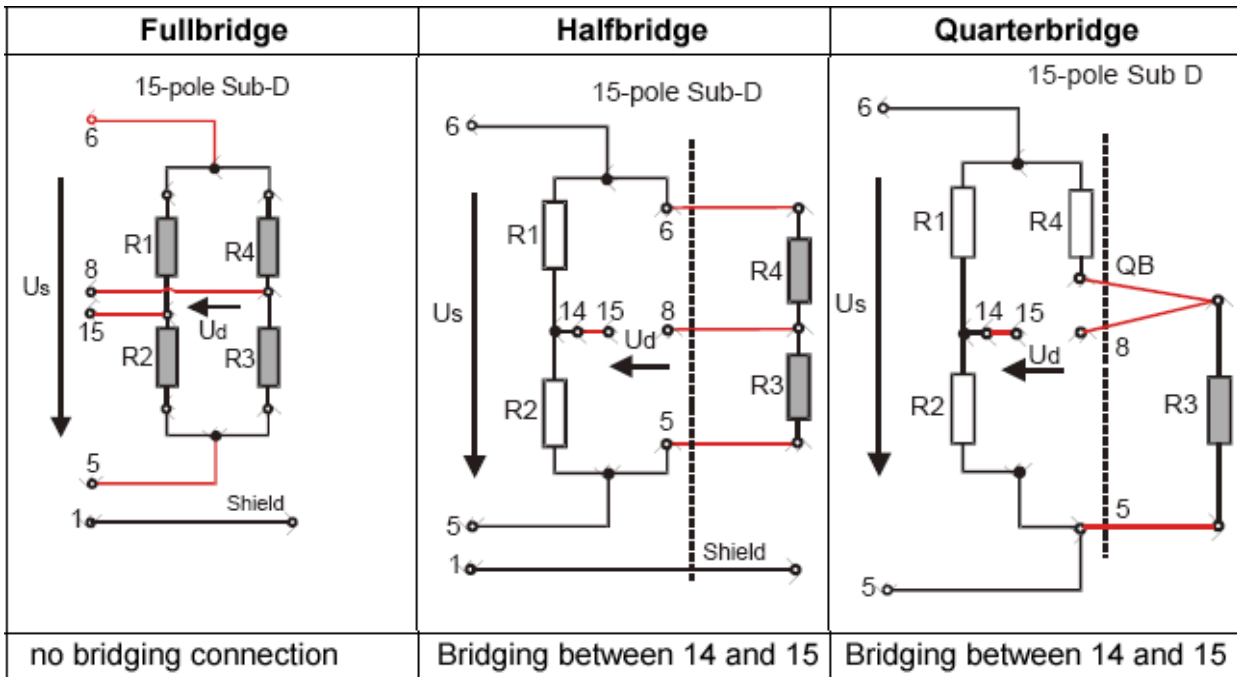 Fullbridge
Halfbridge
Quarterbridge
15-pole Sub-D
6
R1
R4
8
Us
15
Ud
R2
R3
5
Shield
1
no bridging connection
15-pole Sub-D
6
R1
6
R4
Us
14 15
8
Ud
R3
R2
5
5
Shield
1
Bridging between 14 and 15
15-pole Sub D
6
R1
R4
QB
Us
14 15
8
Ud
R2
R3
5
5
Bridging between 14 and 15